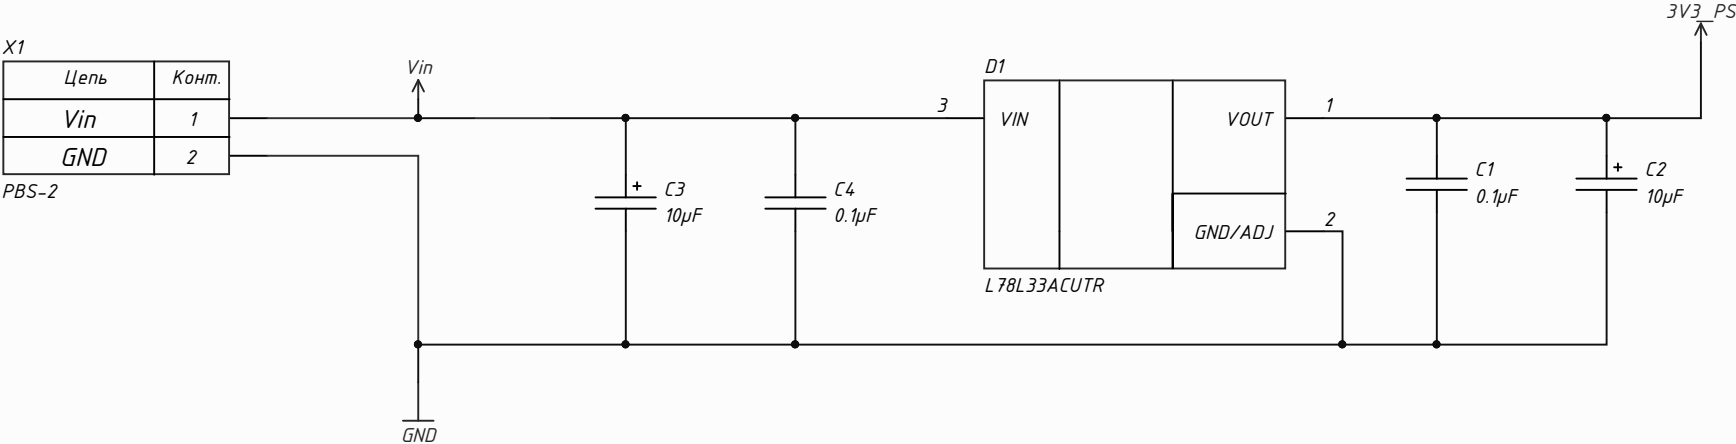 3V3_PS
X1
Цепь Конт.
Vin 1
GND 2
PBS-2
Vin
+ C3
10µF
C4
0.1µF
D1
3 VIN
VOUT 1
GND/ADJ 2
L78L33ACUTR
C1
0.1µF
+ C2
10µF
GND